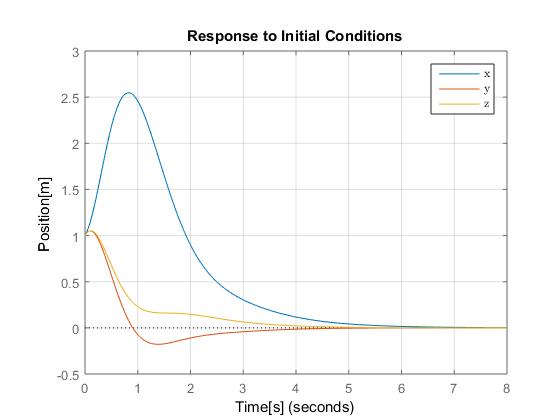 Response to Initial Conditions
3
2.5
2
1.5
1
0.5
0
-0.5
Position[m]
x
y
z
0 1 2 3 4 5 6 7 8
Time[s] (seconds)